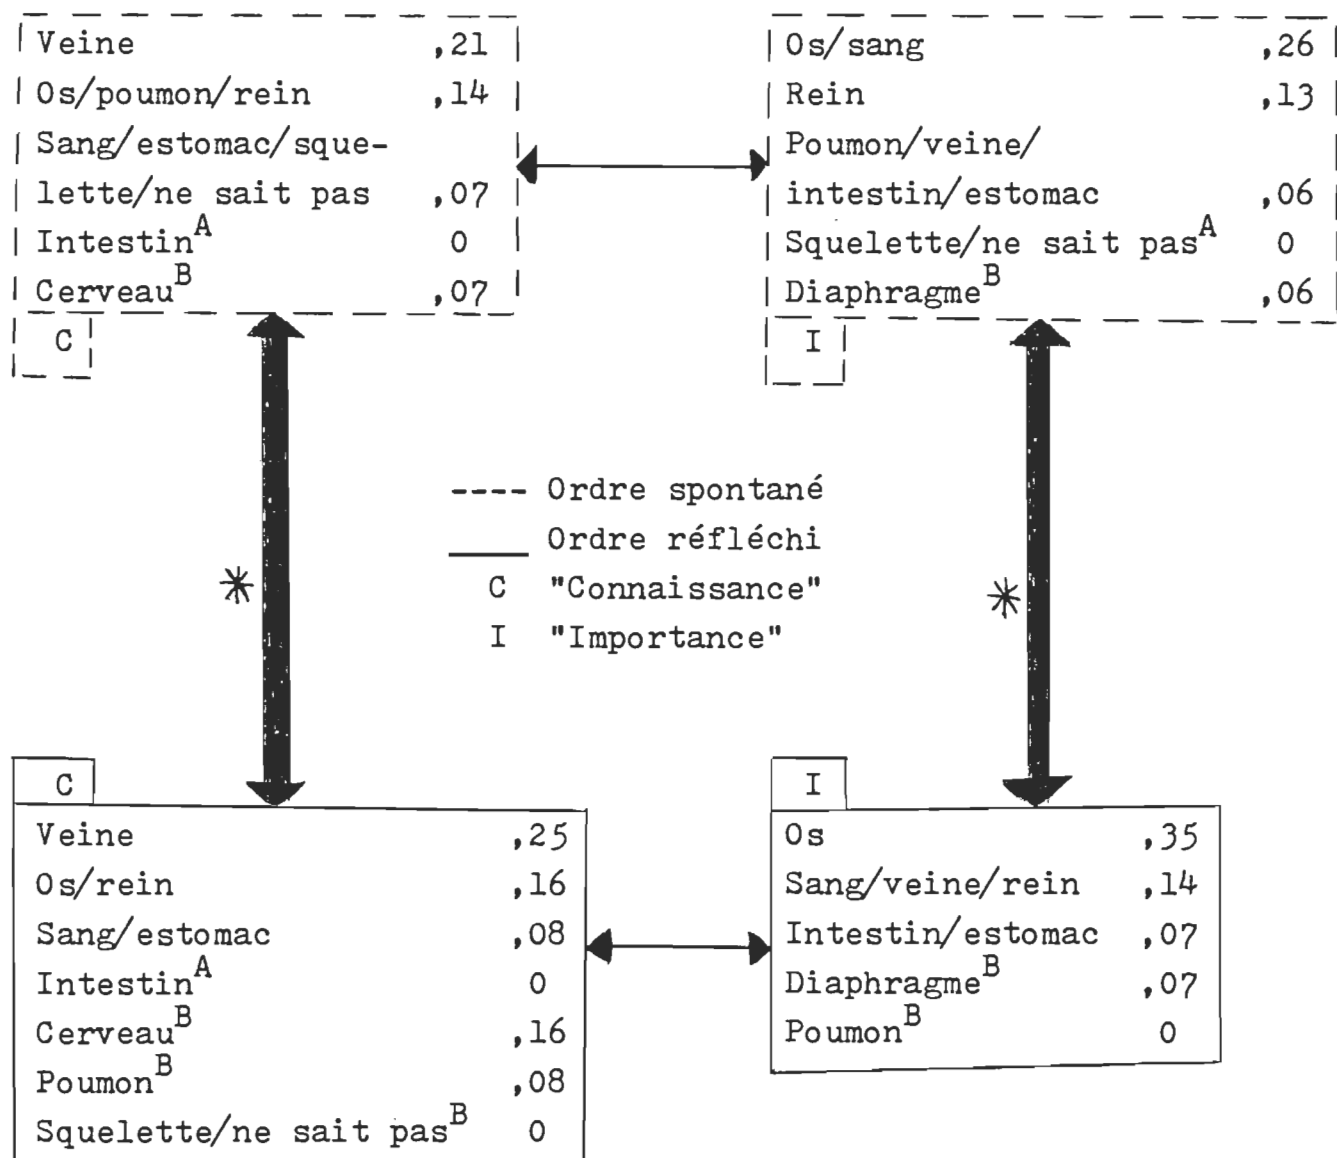 Veine ,21
Os/poumon/rein ,14
Sang/estomac/sque-
lette/ne sait pas ,07
Intestin^A 0
Cerveau^B ,07
C
Os/sang ,26
Rein ,13
Poumon/veine/
intestin/estomac ,06
Squelette/ne sait pas^A 0
Diaphragme^B ,06
I
---- Ordre spontané
____ Ordre réfléchi
C "Connaissance"
I "Importance"
*
*
C
Veine ,25
Os/rein ,16
Sang/estomac ,08
Intestin^A 0
Cerveau^B ,16
Poumon^B ,08
Squelette/ne sait pas^B 0
I
Os ,35
Sang/veine/rein ,14
Intestin/estomac ,07
Diaphragme^B ,07
Poumon^B 0